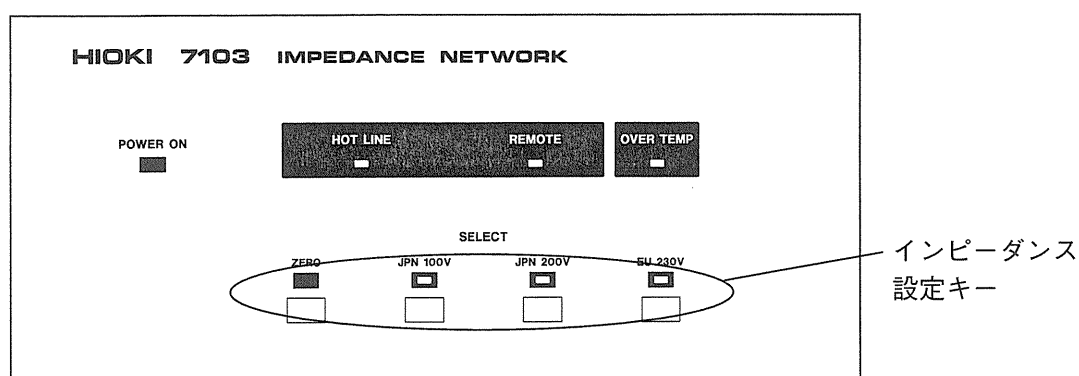 HIOKI 7103 IMPEDANCE NETWORK
POWER ON
HOT LINE
REMOTE
OVER TEMP
SELECT
ZERO
JPN 100V
JPN 200V
EU 230V
インピーダンス
設定キー